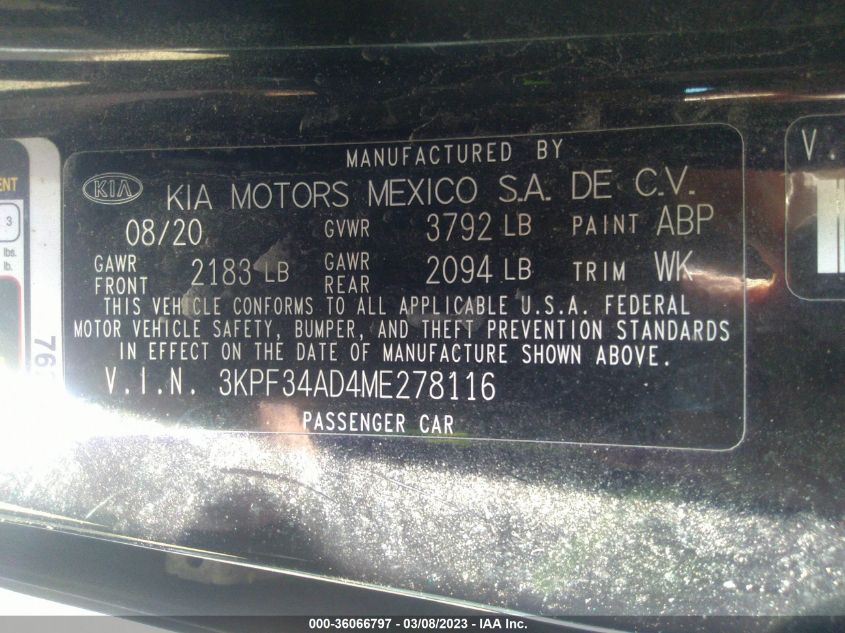 MANUFACTURED BY
KIA KIA MOTORS MEXICO S.A. DE C.V.
08/20 GVWR 3792 LB PAINT ABP
GAWR FRONT 2183 LB GAWR REAR 2094 LB TRIM WK
THIS VEHICLE CONFORMS TO ALL APPLICABLE U.S.A. FEDERAL
MOTOR VEHICLE SAFETY, BUMPER, AND THEFT PREVENTION STANDARDS
IN EFFECT ON THE DATE OF MANUFACTURE SHOWN ABOVE.
V.I.N. 3KPF34AD4ME278116
PASSENGER CAR
3
lbs.
lb.
V.
000-36066797 - 03/08/2023 - IAA Inc.